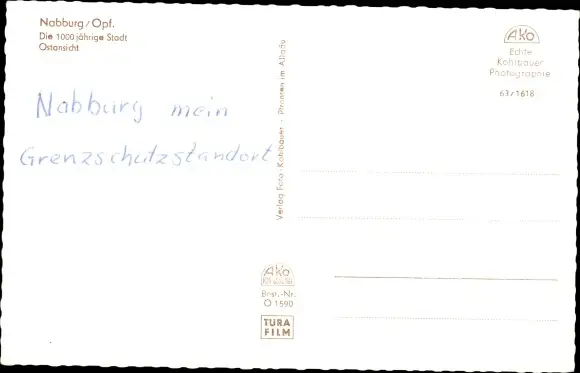 Nabburg/Opf.
Die 1000 jährige Stadt
Ostansicht
Nabburg mein
Grenzschutzstandort
Verlag Foto-Kohlbauer - Pfronten im Allgäu
AKO
Echte
Kohlbauer
Photographie
63/1618
AKO
Best.-Nr.
O 1590
TURA
FILM